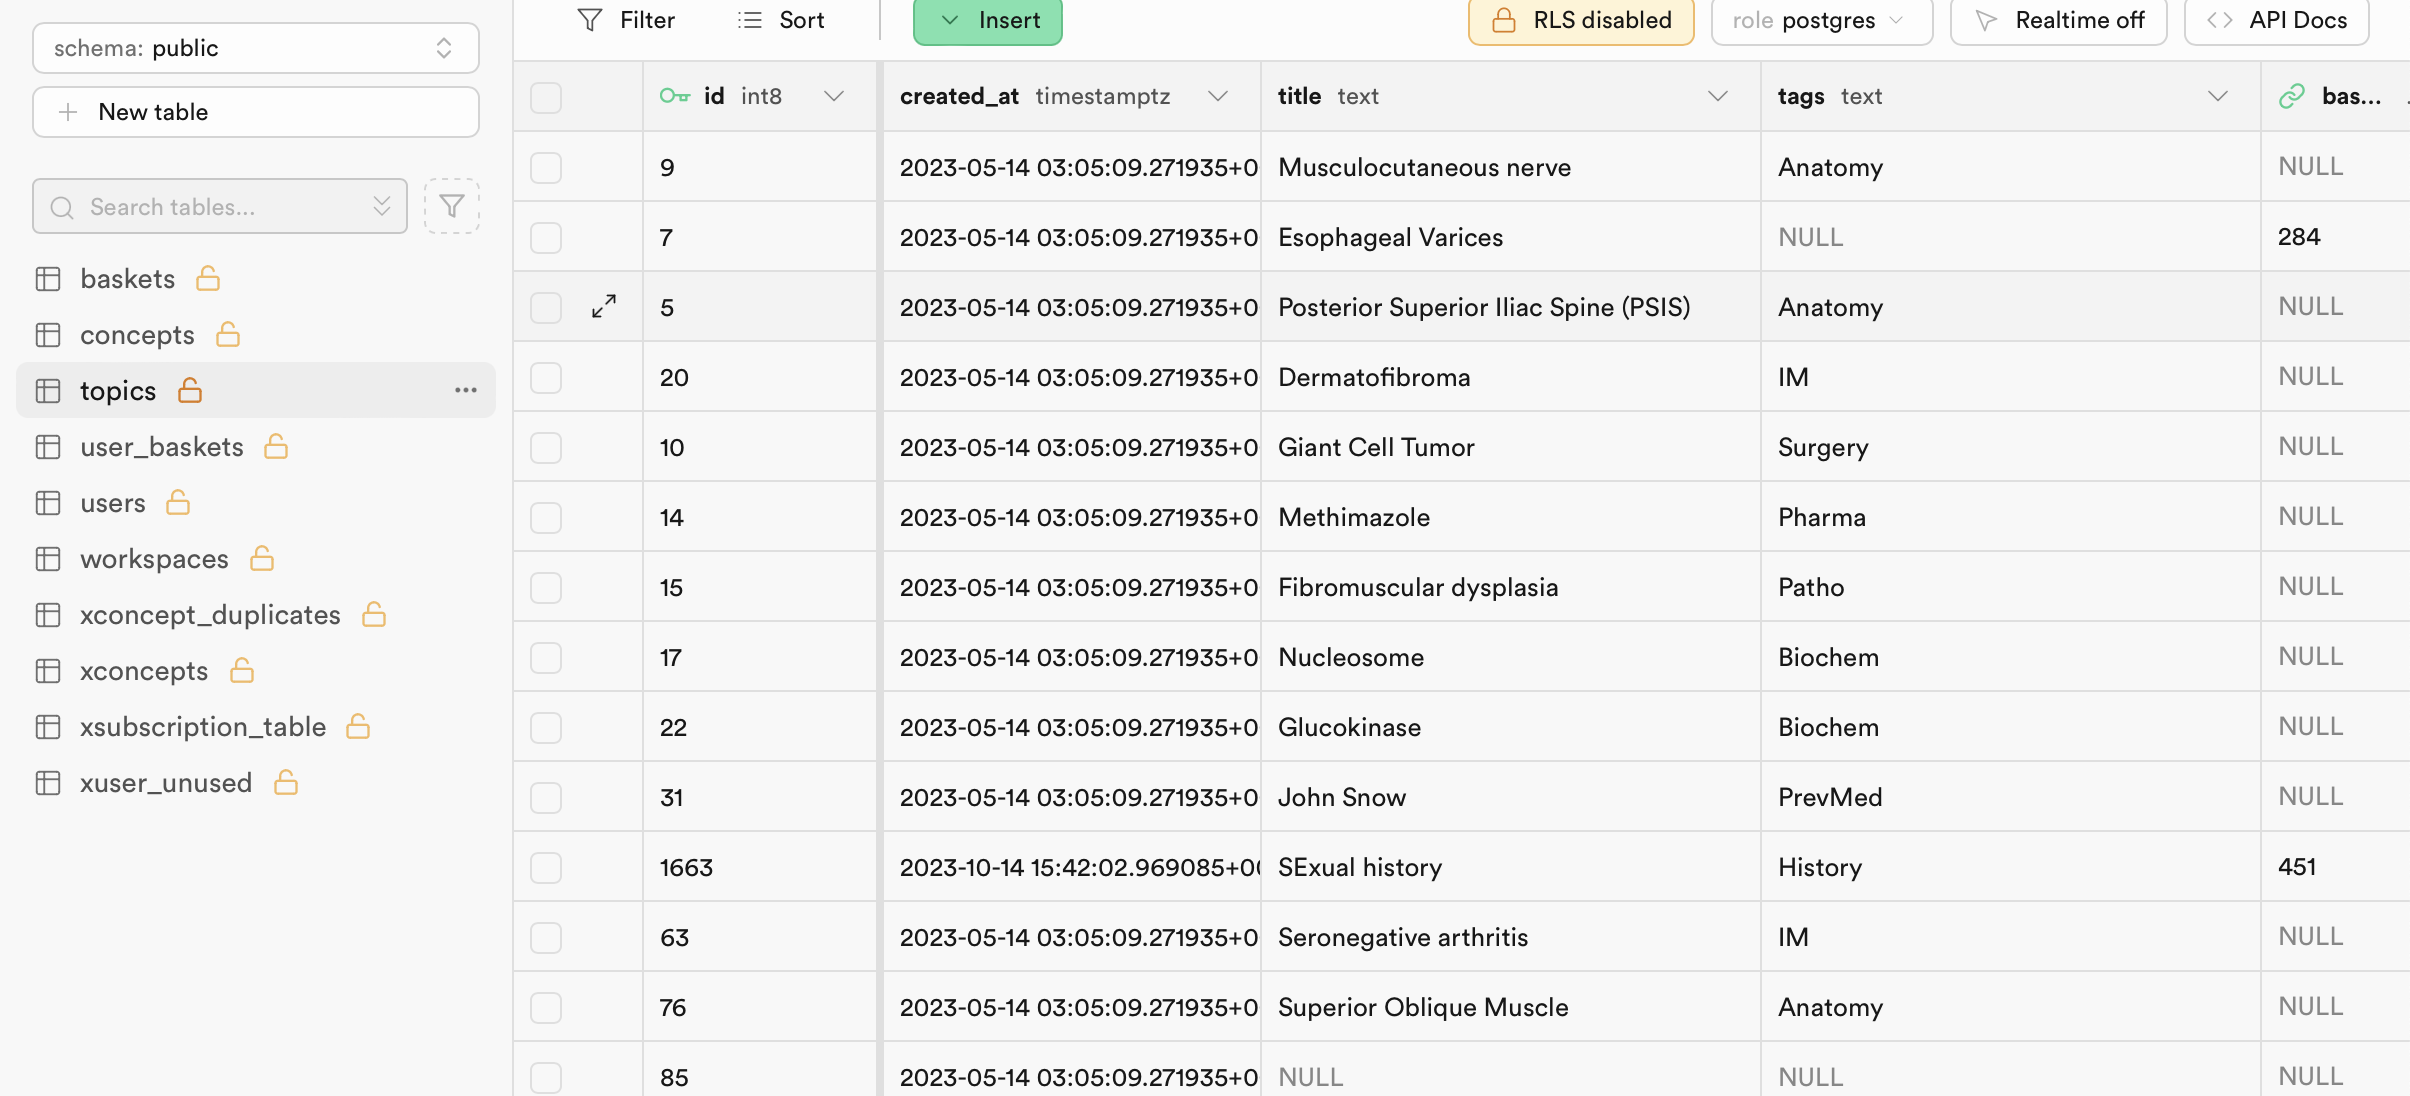 schema: public
New table
Search tables...
baskets
concepts
topics
user_baskets
users
workspaces
xconcept_duplicates
xconcepts
xsubscription_table
xuser_unused
Filter Sort Insert RLS disabled role postgres Realtime off API Docs
id int8 created_at timestamptz title text tags text bas...
9 2023-05-14 03:05:09.271935+0 Musculocutaneous nerve Anatomy NULL
7 2023-05-14 03:05:09.271935+0 Esophageal Varices NULL 284
5 2023-05-14 03:05:09.271935+0 Posterior Superior Iliac Spine (PSIS) Anatomy NULL
20 2023-05-14 03:05:09.271935+0 Dermatofibroma IM NULL
10 2023-05-14 03:05:09.271935+0 Giant Cell Tumor Surgery NULL
14 2023-05-14 03:05:09.271935+0 Methimazole Pharma NULL
15 2023-05-14 03:05:09.271935+0 Fibromuscular dysplasia Patho NULL
17 2023-05-14 03:05:09.271935+0 Nucleosome Biochem NULL
22 2023-05-14 03:05:09.271935+0 Glucokinase Biochem NULL
31 2023-05-14 03:05:09.271935+0 John Snow PrevMed NULL
1663 2023-10-14 15:42:02.969085+00 SExual history History 451
63 2023-05-14 03:05:09.271935+0 Seronegative arthritis IM NULL
76 2023-05-14 03:05:09.271935+0 Superior Oblique Muscle Anatomy NULL
85 2023-05-14 03:05:09.271935+0 NULL NULL NULL